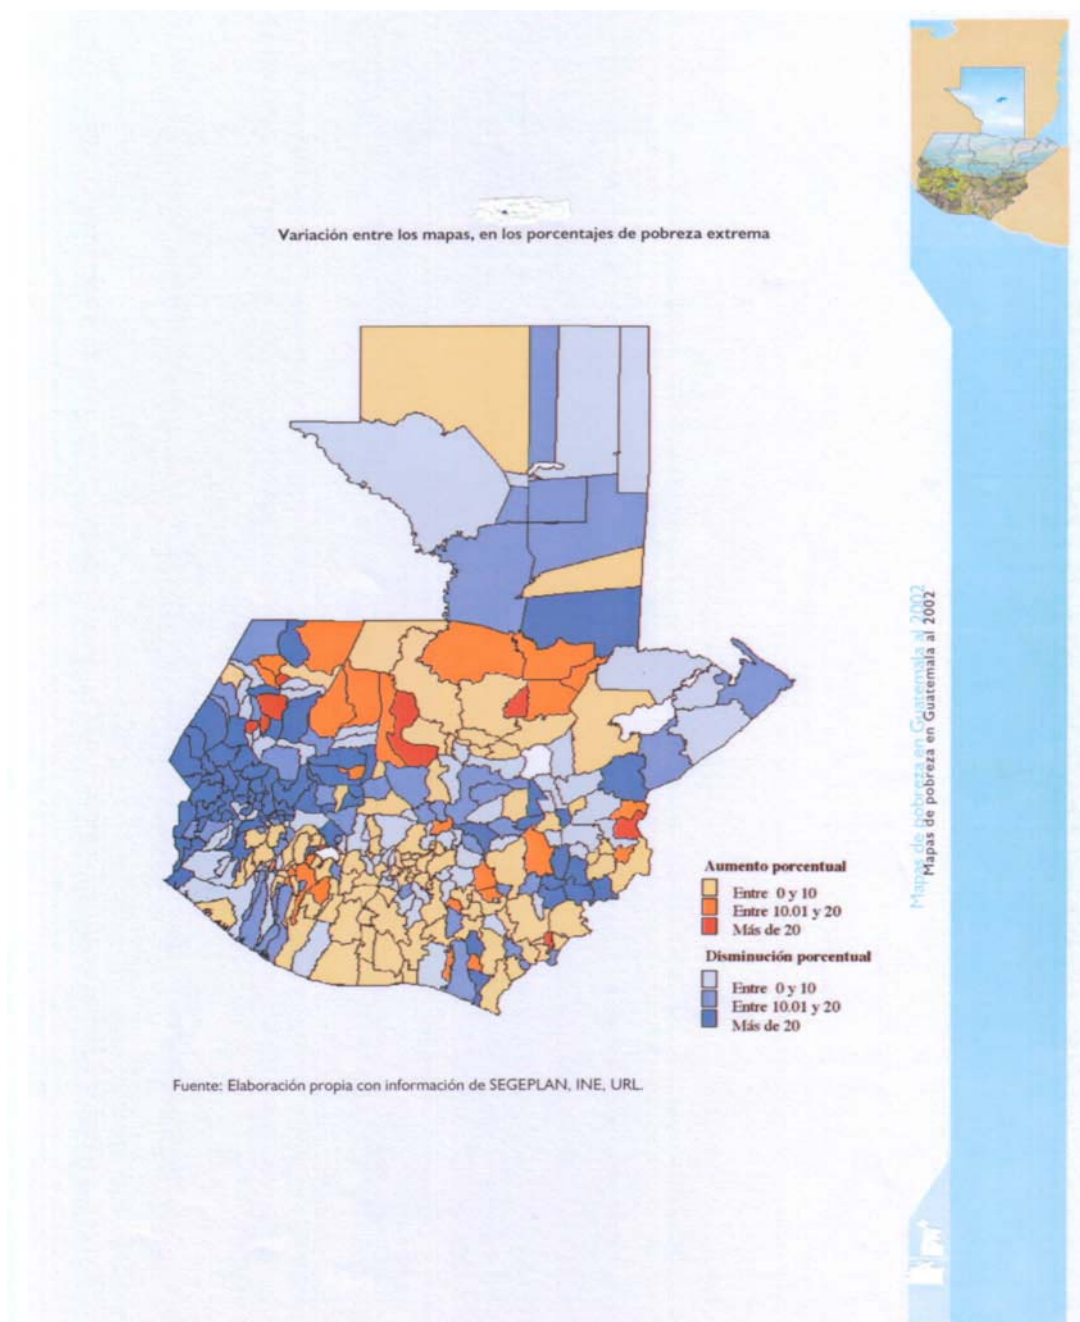 Variación entre los mapas, en los porcentajes de pobreza extrema
Aumento porcentual
Entre 0 y 10
Entre 10.01 y 20
Más de 20
Disminución porcentual
Entre 0 y 10
Entre 10.01 y 20
Más de 20
Fuente: Elaboración propia con información de SEGEPLAN, INE, URL.
Mapas de pobreza en Guatemala al 2002
Mapas de pobreza en Guatemala al 2002